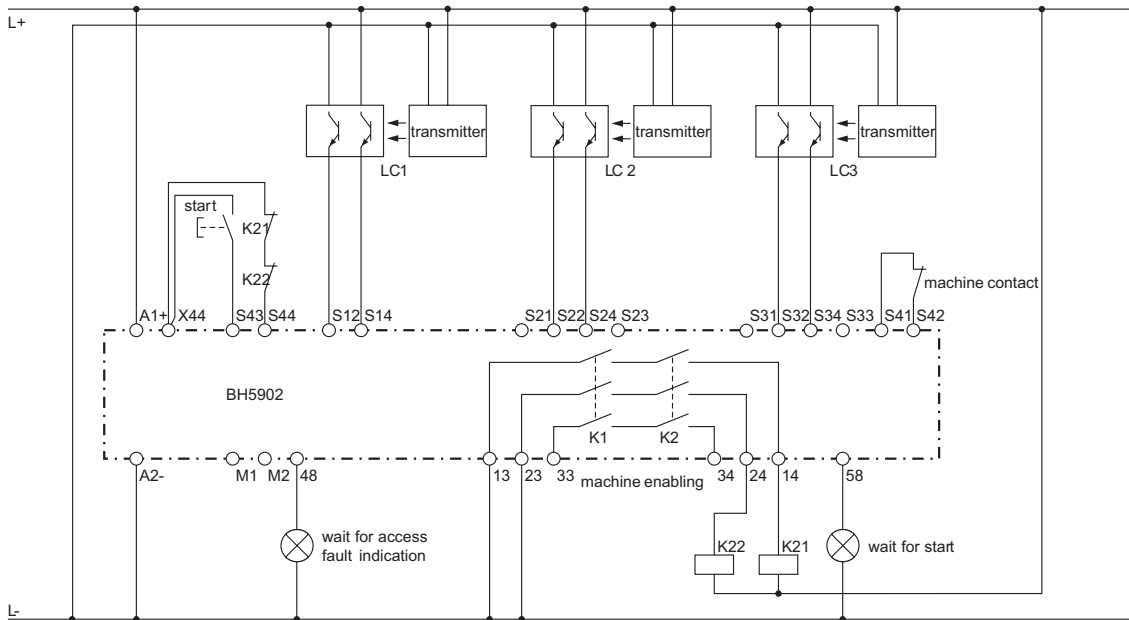 L+
transmitter
transmitter
transmitter
LC1
LC 2
LC3
start
K21
K22
machine contact
A1+
X44
S43
S44
S12
S14
S21
S22
S24
S23
S31
S32
S34
S33
S41
S42
BH5902
K1
K2
A2-
M1
M2
48
13
23
33
machine enabling
34
24
14
58
wait for access
fault indication
K22
K21
wait for start
L-